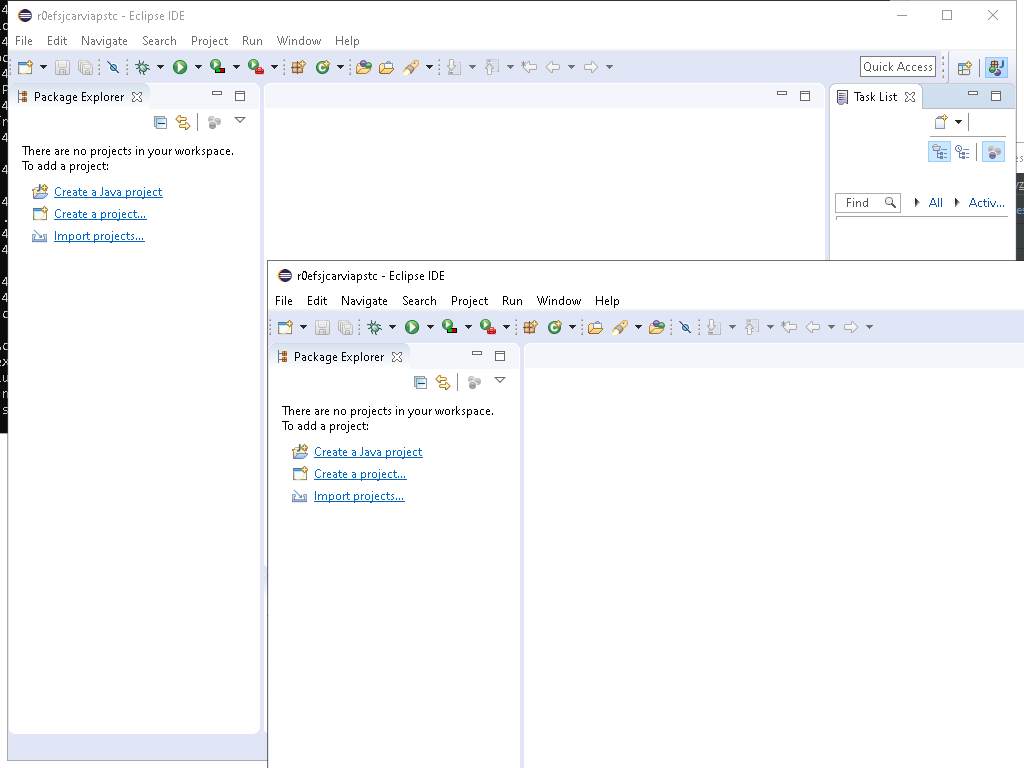 r0efsjcarviapstc - Eclipse IDE
File Edit Navigate Search Project Run Window Help
Quick Access
Package Explorer
Task List
There are no projects in your workspace.
To add a project:
Create a Java project
Create a project...
Import projects...
Find
All
Activ...
r0efsjcarviapstc - Eclipse IDE
File Edit Navigate Search Project Run Window Help
Package Explorer
There are no projects in your workspace.
To add a project:
Create a Java project
Create a project...
Import projects...